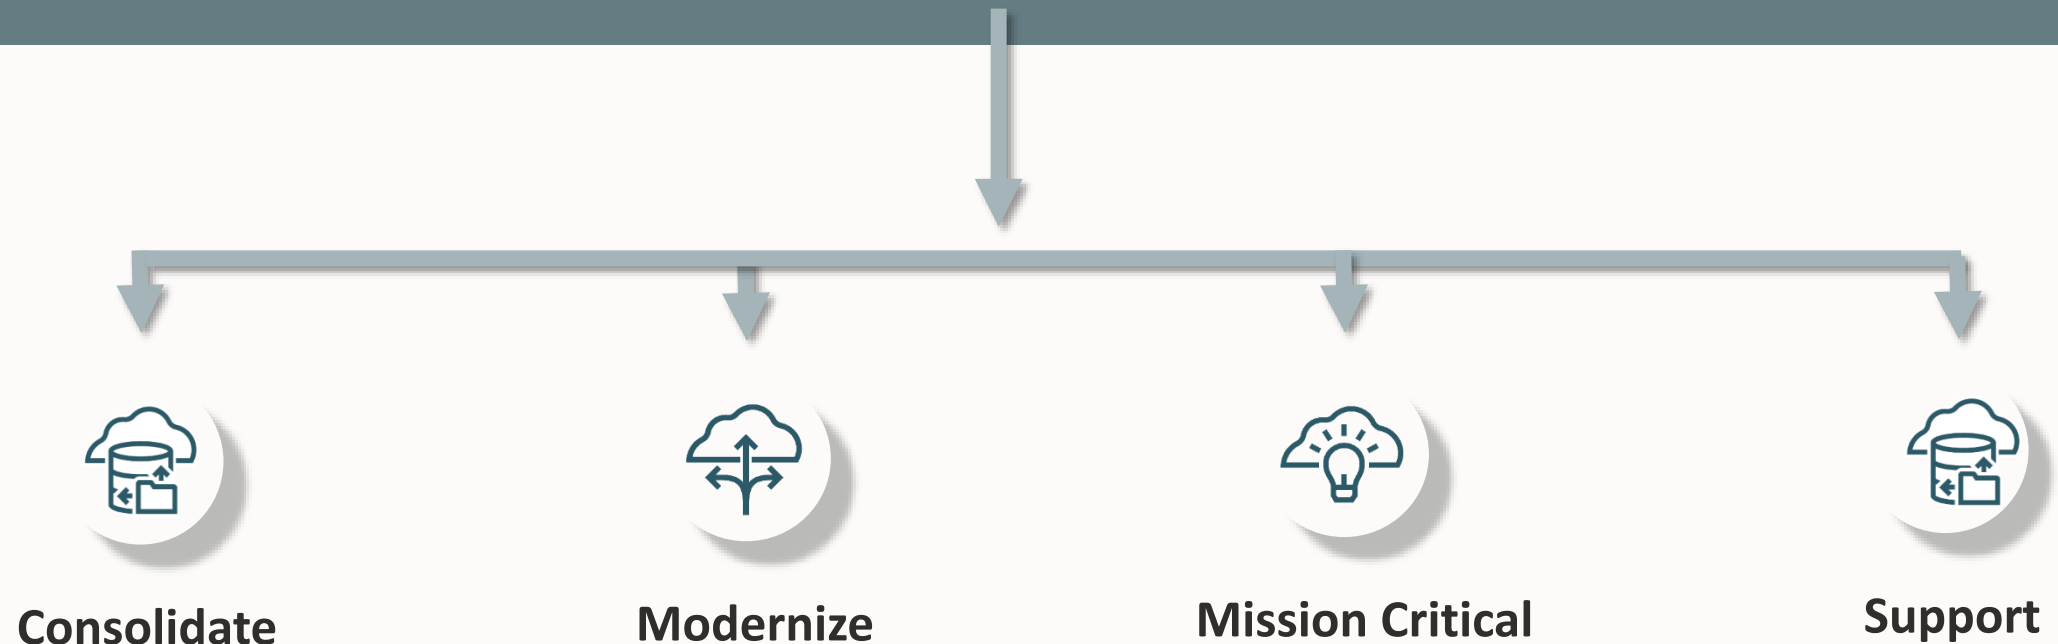 Consolidate
Modernize
Mission Critical
Support